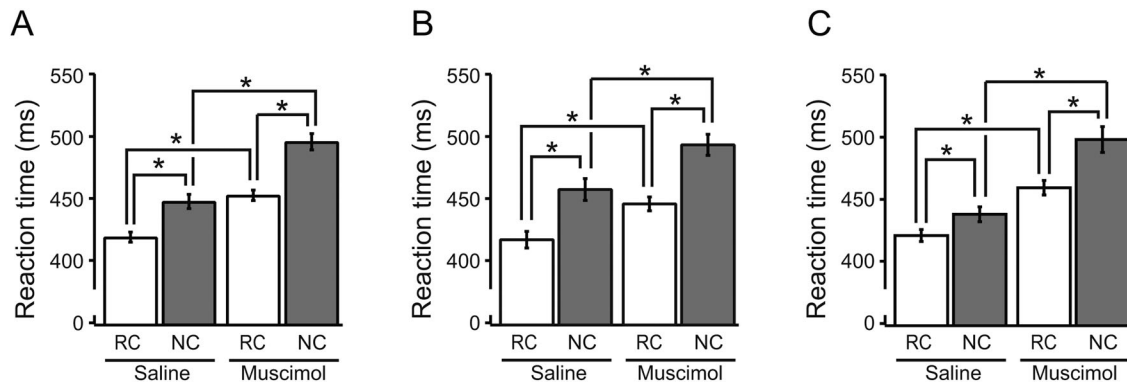 A
Reaction time (ms)
550
500
450
400
0
*
*
*
*
RC NC RC NC
Saline Muscimol
B
Reaction time (ms)
550
500
450
400
0
*
*
*
*
RC NC RC NC
Saline Muscimol
C
Reaction time (ms)
550
500
450
400
0
*
*
*
*
RC NC RC NC
Saline Muscimol